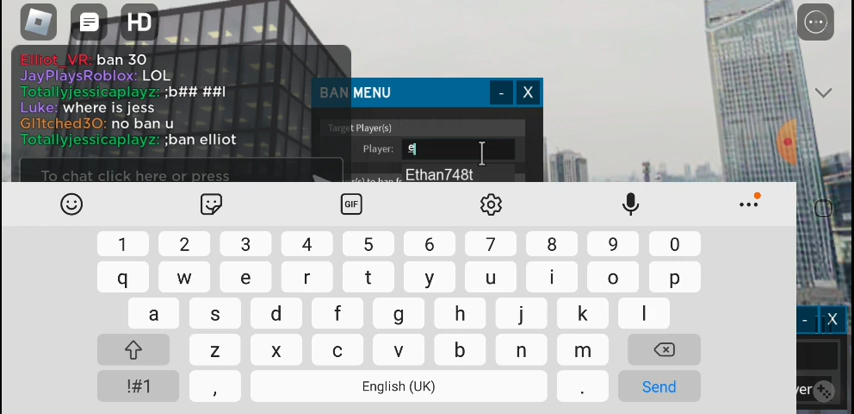 HD
Elliot_VR: ban 30
JayPlaysRoblox: LOL
Totallyjessicaplayz: ;b## ##l
Luke: where is jess
Gl1tched3O: no ban u
Totallyjessicaplayz: ;ban elliot
To chat click here or press
BAN MENU
- X
Target Player(s)
Player: e
Ethan748t
GIF
1 2 3 4 5 6 7 8 9 0
q w e r t y u i o p
a s d f g h j k l
z x c v b n m
!#1 , English (UK) . Send
- X